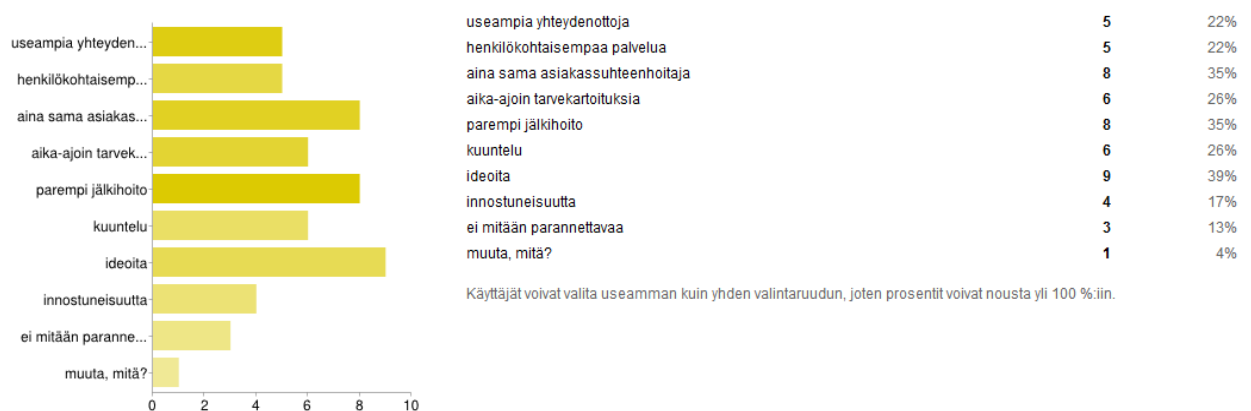 useampia yhteyden...
henkilökohtaisemp...
aina sama asiakas...
aika-ajoin tarvek...
parempi jälkihoito
kuuntelu
ideoita
innostuneisuutta
ei mitään paranne...
muuta, mitä?
0 2 4 6 8 10
useampia yhteydenottoja 5 22%
henkilökohtaisempaa palvelua 5 22%
aina sama asiakassuhteenhoitaja 8 35%
aika-ajoin tarvekartoituksia 6 26%
parempi jälkihoito 8 35%
kuuntelu 6 26%
ideoita 9 39%
innostuneisuutta 4 17%
ei mitään parannettavaa 3 13%
muuta, mitä? 1 4%
Käyttäjät voivat valita useamman kuin yhden valintaruudun, joten prosentit voivat nousta yli 100 %:iin.